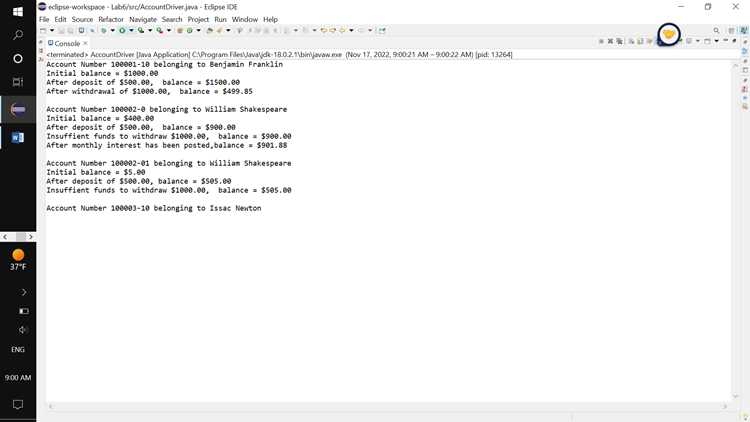 eclipse-workspace - Lab6/src/AccountDriver.java - Eclipse IDE
File Edit Source Refactor Navigate Search Project Run Window Help
Console
<terminated> AccountDriver [Java Application] C:\Program Files\Java\jdk-18.0.2.1\bin\javaw.exe (Nov 17, 2022, 9:00:21 AM – 9:00:22 AM) [pid: 13264]
Account Number 100001-10 belonging to Benjamin Franklin
Initial balance = $1000.00
After deposit of $500.00,  balance = $1500.00
After withdrawal of $1000.00,  balance = $499.85
Account Number 100002-0 belonging to William Shakespeare
Initial balance = $400.00
After deposit of $500.00,  balance = $900.00
Insuffient funds to withdraw $1000.00,  balance = $900.00
After monthly interest has been posted,balance = $901.88
Account Number 100002-01 belonging to William Shakespeare
Initial balance = $5.00
After deposit of $500.00, balance = $505.00
Insuffient funds to withdraw $1000.00,  balance = $505.00
Account Number 100003-10 belonging to Issac Newton
37°F
ENG
9:00 AM